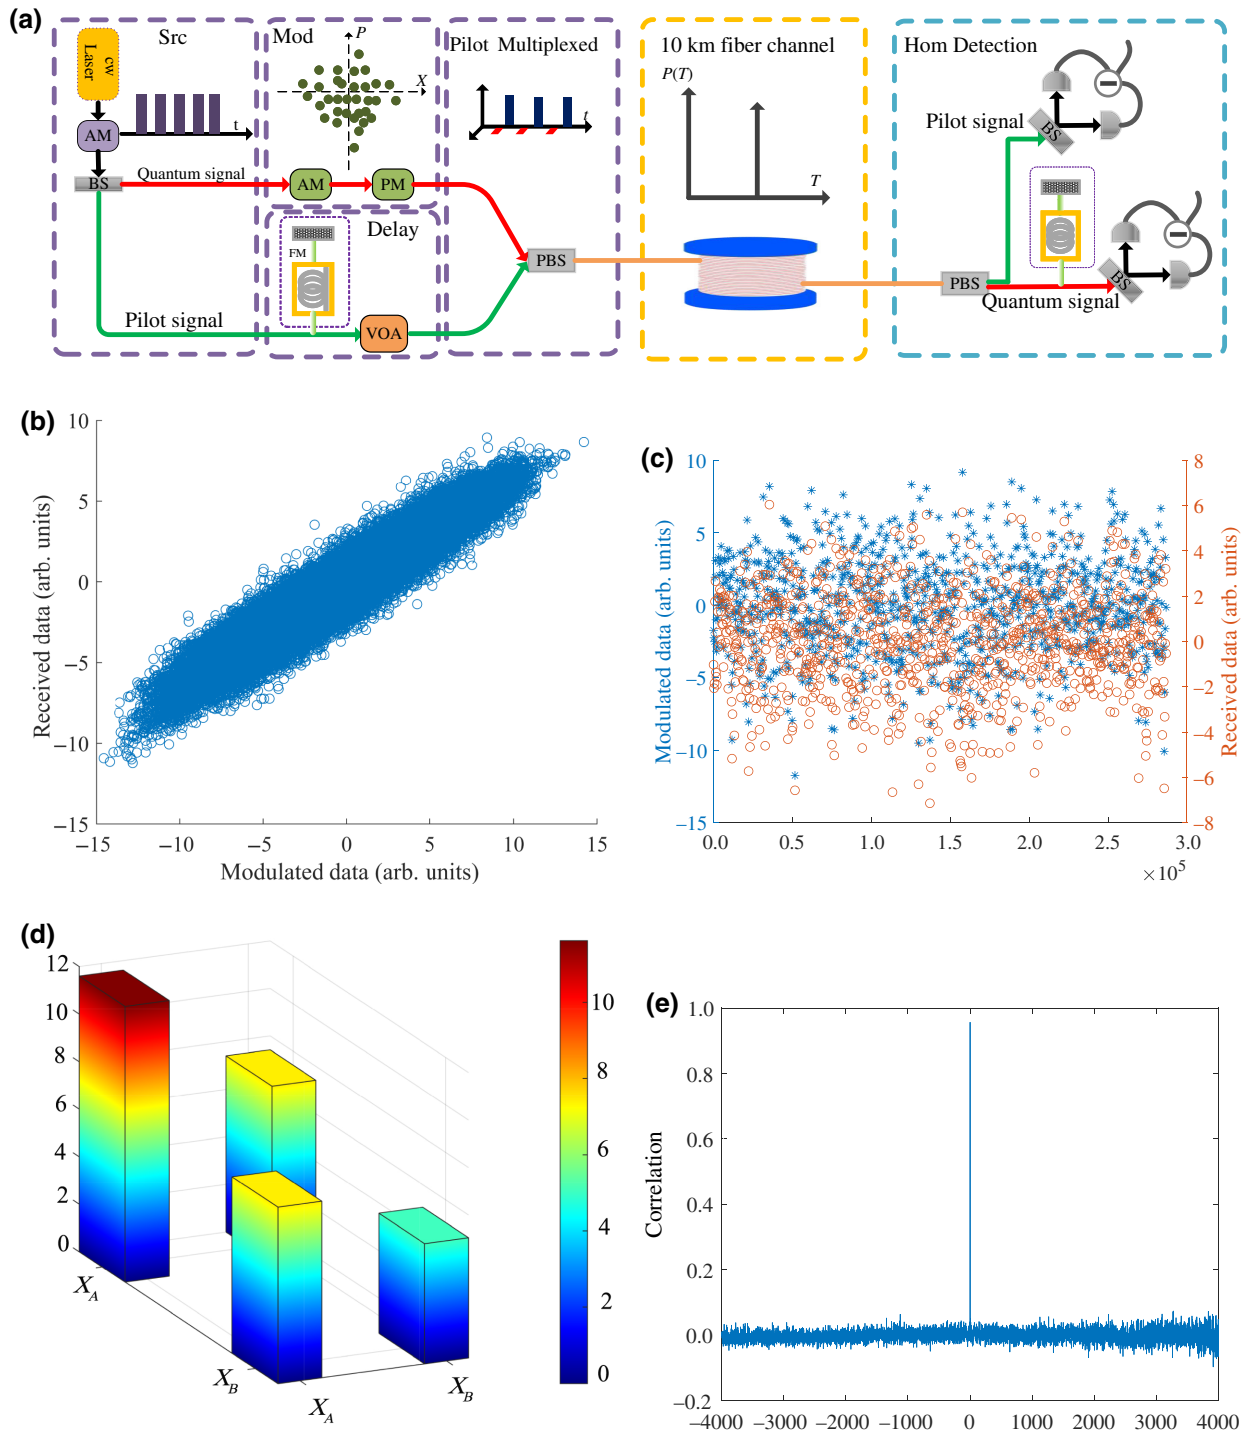 (a)
Src
Mod
P
X
Pilot Multiplexed
10 km fiber channel
P(T)
T
Hom Detection
cw
Laser
AM
t
t
BS
Quantum signal
AM
PM
Delay
FM
Pilot signal
VOA
PBS
Pilot signal
BS
PBS
BS
Quantum signal
(b)
10
5
0
−5
−10
−15
Received data (arb. units)
−15
−10
−5
0
5
10
15
Modulated data (arb. units)
(c)
10
5
0
−5
−10
−15
Modulated data (arb. units)
8
6
4
2
0
−2
−4
−6
−8
Received data (arb. units)
0.0
0.5
1.0
1.5
2.0
2.5
3.0
×10⁵
(d)
12
10
8
6
4
2
0
X_A
X_B
X_A
X_B
10
8
6
4
2
0
(e)
1.0
0.8
0.6
0.4
0.2
0.0
−0.2
Correlation
−4000
−3000
−2000
−1000
0
1000
2000
3000
4000